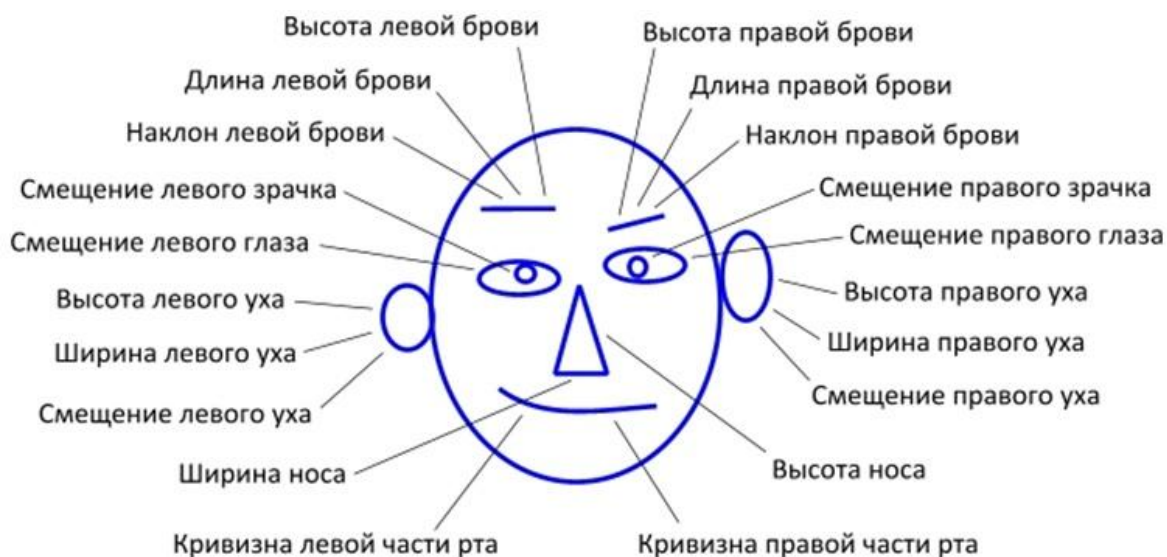 Высота левой брови
Высота правой брови
Длина левой брови
Длина правой брови
Наклон левой брови
Наклон правой брови
Смещение левого зрачка
Смещение правого зрачка
Смещение левого глаза
Смещение правого глаза
Высота левого уха
Высота правого уха
Ширина левого уха
Ширина правого уха
Смещение левого уха
Смещение правого уха
Ширина носа
Высота носа
Кривизна левой части рта
Кривизна правой части рта